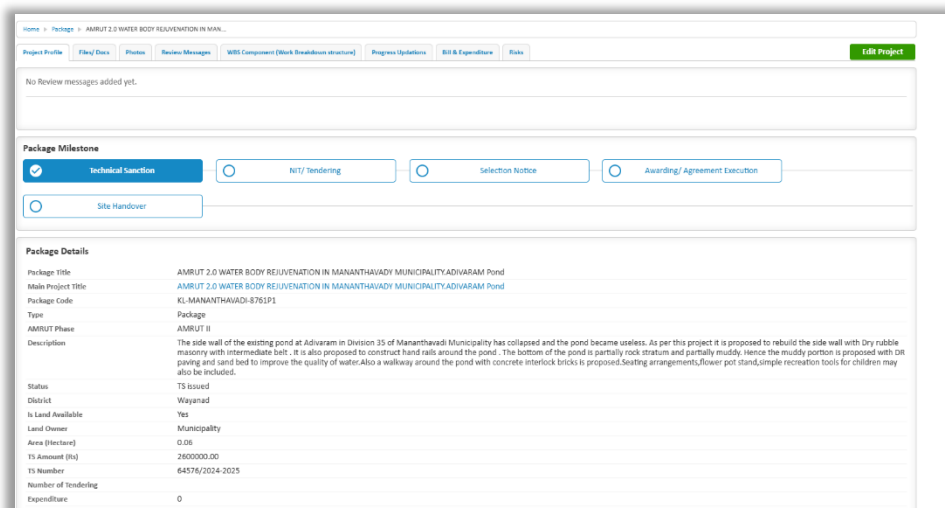 Home » Package » AMRUT 2.0 WATER BODY REJUVENATION IN MAN...
Project Profile Files/ Docs Photos Review Messages WBS Component (Work Breakdown structure) Progress Updations Bill & Expenditure Risks Edit Project
No Review messages added yet.
Package Milestone
Technical Sanction NIT/ Tendering Selection Notice Awarding/ Agreement Execution
Site Handover
Package Details
Package Title AMRUT 2.0 WATER BODY REJUVENATION IN MANANTHAVADY MUNICIPALITY.ADIVARAM Pond
Main Project Title AMRUT 2.0 WATER BODY REJUVENATION IN MANANTHAVADY MUNICIPALITY.ADIVARAM Pond
Package Code KL-MANANTHAVADI-8761P1
Type Package
AMRUT Phase AMRUT II
Description The side wall of the existing pond at Adivaram in Division 35 of Mananthavadi Municipality has collapsed and the pond became useless. As per this project it is proposed to rebuild the side wall with Dry rubble
masonry with intermediate belt . It is also proposed to construct hand rails around the pond . The bottom of the pond is partially rock stratum and partially muddy. Hence the muddy portion is proposed with DR
paving and sand bed to improve the quality of water.Also a walkway around the pond with concrete interlock bricks is proposed.Seating arrangements,flower pot stand,simple recreation tools for children may
also be included.
Status TS issued
District Wayanad
Is Land Available Yes
Land Owner Municipality
Area (Hectare) 0.06
TS Amount (Rs) 2600000.00
TS Number 64576/2024-2025
Number of Tendering
Expenditure 0